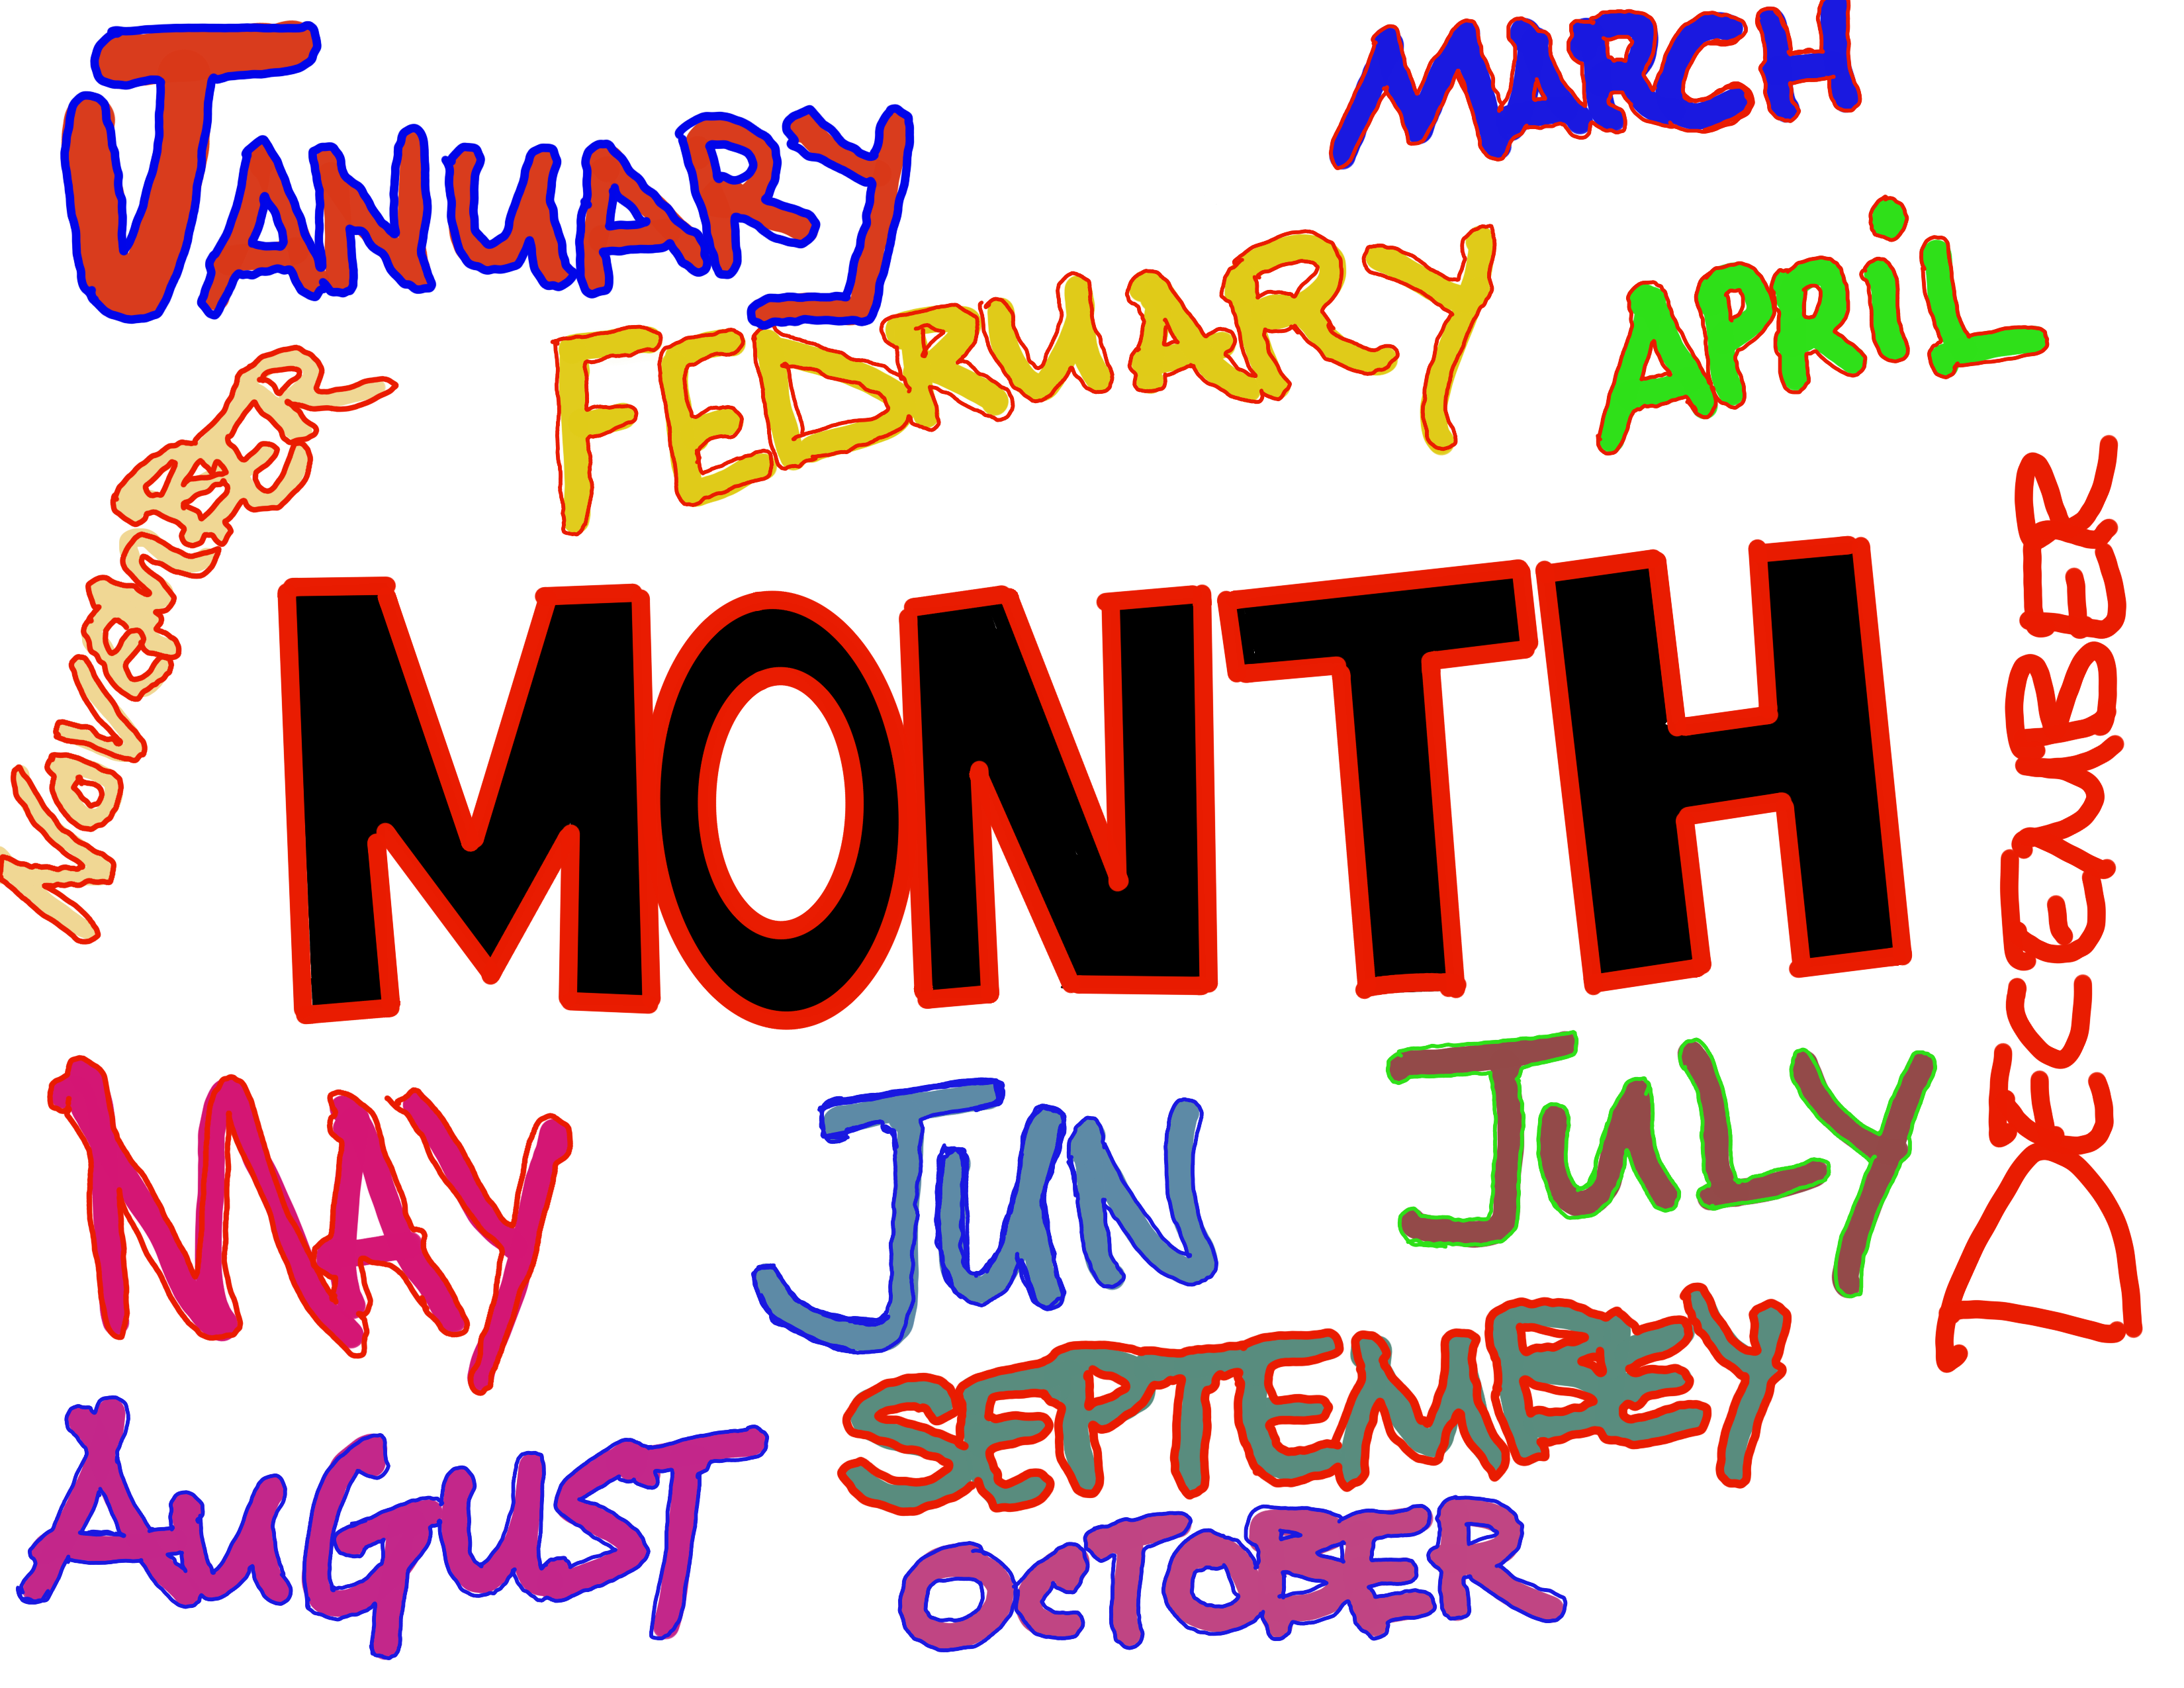 JANUARY
MARCH
FEDRUARY
APRiL
NOVEMBER
MONTH
DECEMBER
MAY
JUN
JULY
SEPTEMBEY
AUGUST
OCTOBER